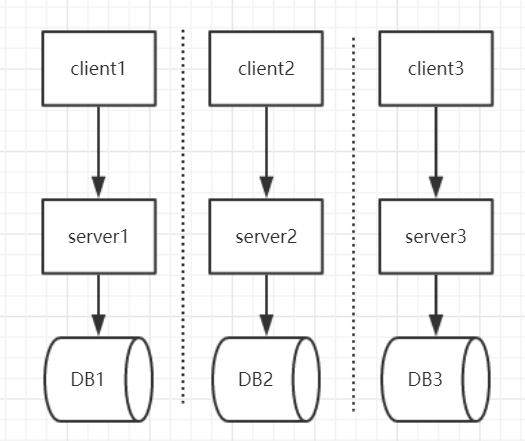 client1
client2
client3
server1
server2
server3
DB1
DB2
DB3